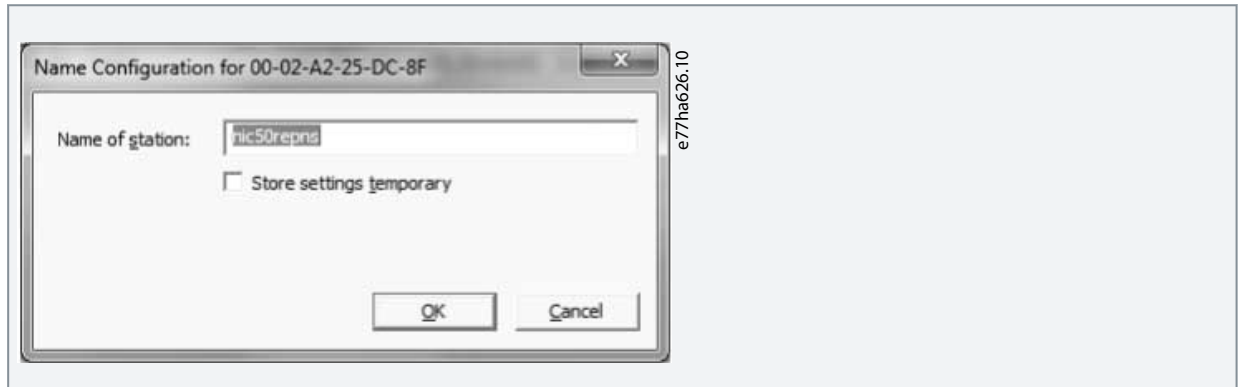 Name Configuration for 00-02-A2-25-DC-8F
Name of station:
nic50repns
Store settings temporary
OK
Cancel
e77ha626.10